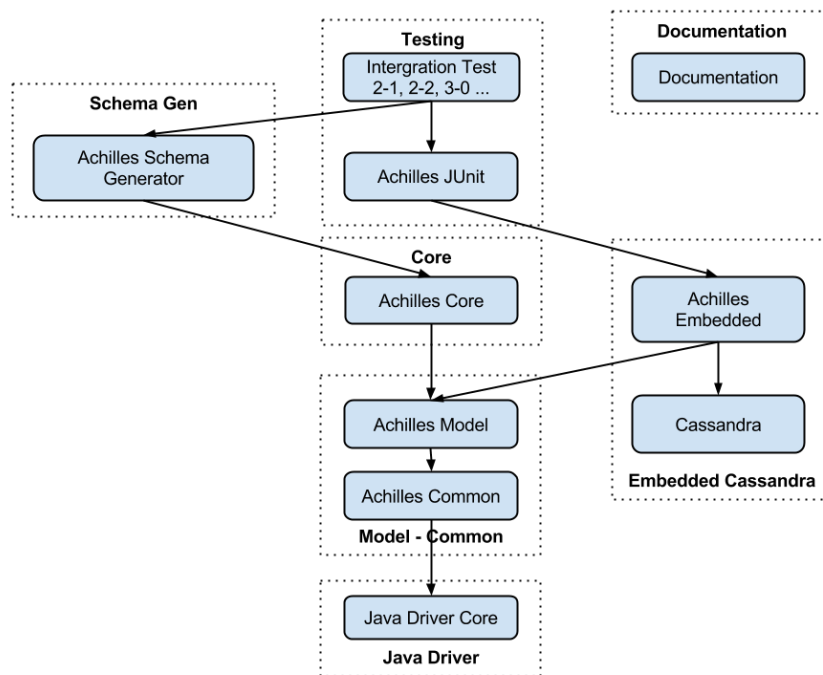 Testing
Intergration Test
2-1, 2-2, 3-0 ...
Documentation
Documentation
Schema Gen
Achilles Schema
Generator
Achilles JUnit
Core
Achilles Core
Achilles
Embedded
Achilles Model
Cassandra
Embedded Cassandra
Achilles Common
Model - Common
Java Driver Core
Java Driver